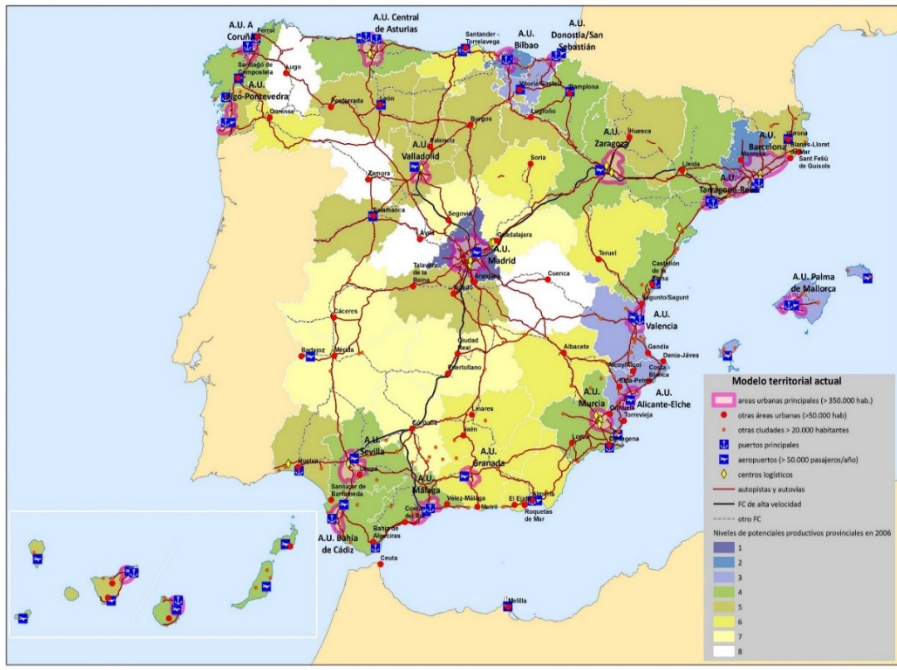 A.U. A
Coruña
Ferrol
Santiago de
Compostela
A.U.
Vigo-Pontevedra
Ourense
A.U. Central
de Asturias
Santander -
Torrelavega
A.U.
Bilbao
A.U.
Donostia/San
Sebastián
Vitoria-Gasteiz
Pamplona
Ponferrada
León
Burgos
Logroño
Palencia
A.U.
Valladolid
Zamora
Salamanca
Soria
A.U.
Zaragoza
Huesca
Lleida
Manresa
Girona
A.U.
Barcelona
Blanes-Lloret
de Mar
Sant Feliú
de Guixols
Segovia
Ávila
Guadalajara
A.U.
Madrid
Aranjuez
Talavera
de la
Reina
Toledo
Cuenca
Teruel
Castellón
de la
Sagunto/Sagunt
A.U. Palma
de Mallorca
A.U.
Valencia
Cáceres
Badajoz
Mérida
Ciudad
Real
Puertollano
Albacete
Gandía
Denia-Jávea
Costa
Blanca
Elda-Petrer
A.U.
Alicante-Elche
A.U.
Murcia
Orihuela
Torrevieja
Cartagena
Lorca
Linares
Jaén
Córdoba
A.U.
Sevilla
Huelva
Sanlúcar de
Barrameda
A.U.
Granada
A.U.
Málaga
Vélez-Málaga
Motril
El Ejido
Almería
Roquetas
de Mar
A.U. Bahía
de Cádiz
Bahía de
Algeciras
Ceuta
Melilla
Modelo territorial actual
areas urbanas principales (> 350.000 hab.)
otras áreas urbanas (>50.000 hab)
otras ciudades > 20.000 habitantes
puertos principales
aeropuertos (> 50.000 pasajeros/año)
centros logísticos
autopistas y autovías
FC de alta velocidad
otro FC
Niveles de potenciales productivos provinciales en 2006
1
2
3
4
5
6
7
8